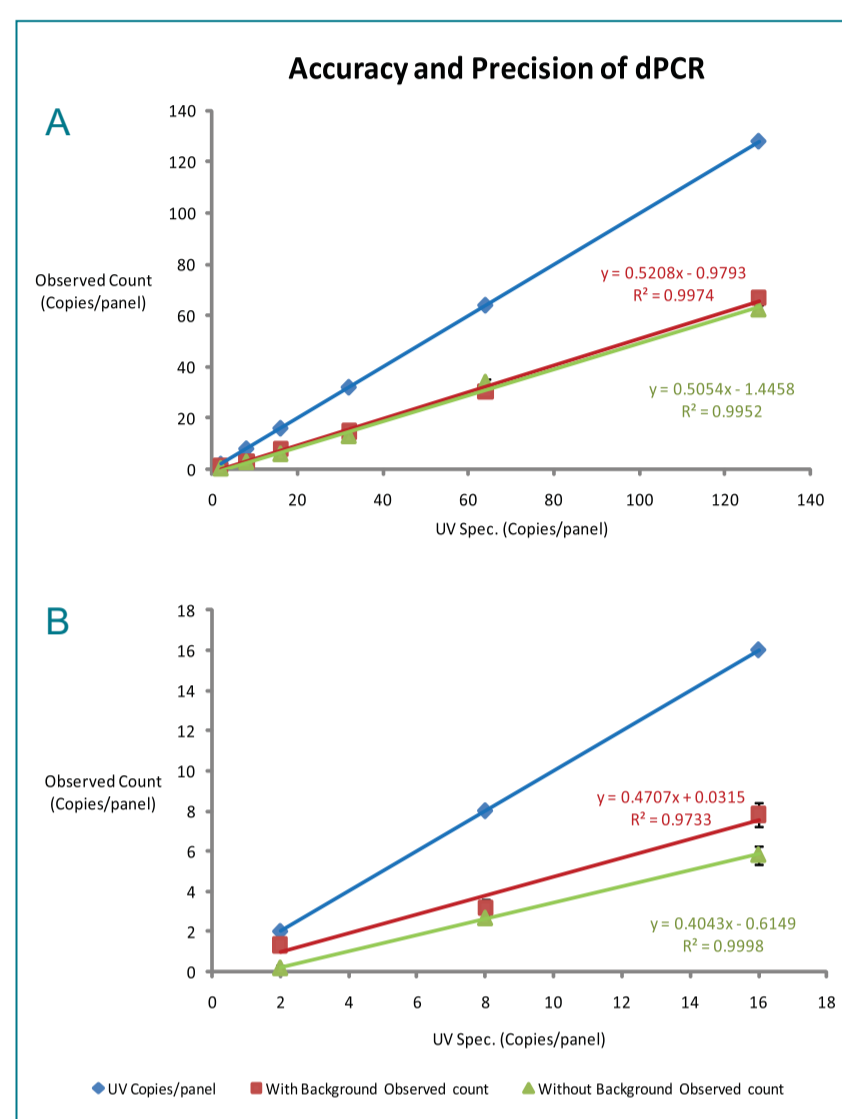 Accuracy and Precision of dPCR
A
140
120
100
80
60
40
20
0
Observed Count
(Copies/panel)
y = 0.5208x - 0.9793
R² = 0.9974
y = 0.5054x - 1.4458
R² = 0.9952
0 20 40 60 80 100 120 140
UV Spec. (Copies/panel)
B
18
16
14
12
10
8
6
4
2
0
Observed Count
(Copies/panel)
y = 0.4707x + 0.0315
R² = 0.9733
y = 0.4043x - 0.6149
R² = 0.9998
0 2 4 6 8 10 12 14 16 18
UV Spec. (Copies/panel)
UV Copies/panel With Background Observed count Without Background Observed count